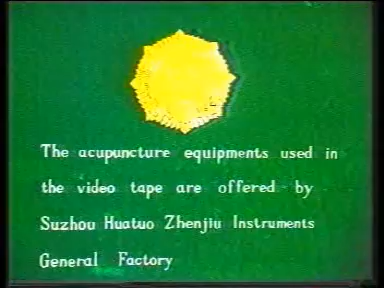 The acupuncture equipments used in
the video tape are offered by
Suzhou Huatuo Zhenjiu Instruments
General Factory